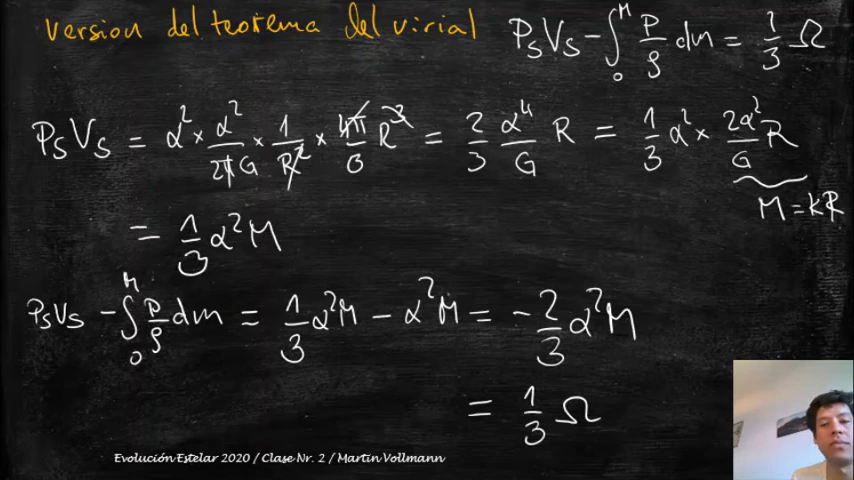 version del teorema del virial P_S V_S - ∫_0^M P/ρ dm = 1/3 Ω
P_S V_S = α² × α²/(2πG) × 1/R² × 4π/3 R³ = 2/3 α⁴/G R = 1/3 α² × 2α²/G R
M = kR
= 1/3 α² M
P_S V_S - ∫_0^M P/ρ dm = 1/3 α² M - α² M = - 2/3 α² M
= 1/3 Ω
Evolución Estelar 2020 / Clase Nr. 2 / Martin Vollmann